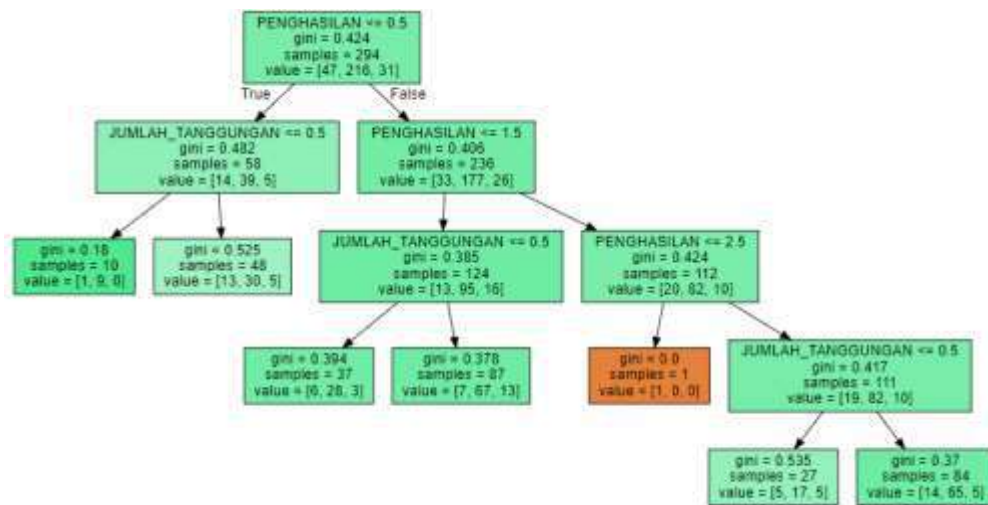 PENGHASILAN <= 0.5
gini = 0.424
samples = 294
value = [47, 216, 31]
True
False
JUMLAH_TANGGUNGAN <= 0.5
gini = 0.482
samples = 58
value = [14, 39, 5]
PENGHASILAN <= 1.5
gini = 0.406
samples = 236
value = [33, 177, 26]
gini = 0.18
samples = 10
value = [1, 9, 0]
gini = 0.525
samples = 48
value = [13, 30, 5]
JUMLAH_TANGGUNGAN <= 0.5
gini = 0.385
samples = 124
value = [13, 95, 16]
PENGHASILAN <= 2.5
gini = 0.424
samples = 112
value = [20, 82, 10]
gini = 0.394
samples = 37
value = [6, 28, 3]
gini = 0.378
samples = 87
value = [7, 67, 13]
gini = 0.0
samples = 1
value = [1, 0, 0]
JUMLAH_TANGGUNGAN <= 0.5
gini = 0.417
samples = 111
value = [19, 82, 10]
gini = 0.535
samples = 27
value = [5, 17, 5]
gini = 0.37
samples = 84
value = [14, 65, 5]